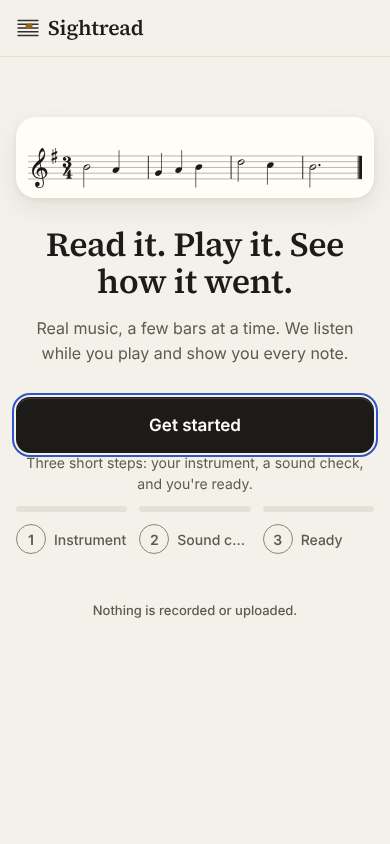 Sightread
3
4
Read it. Play it. See
how it went.
Real music, a few bars at a time. We listen
while you play and show you every note.
Get started
Three short steps: your instrument, a sound check,
and you're ready.
1 Instrument 2 Sound c... 3 Ready
Nothing is recorded or uploaded.